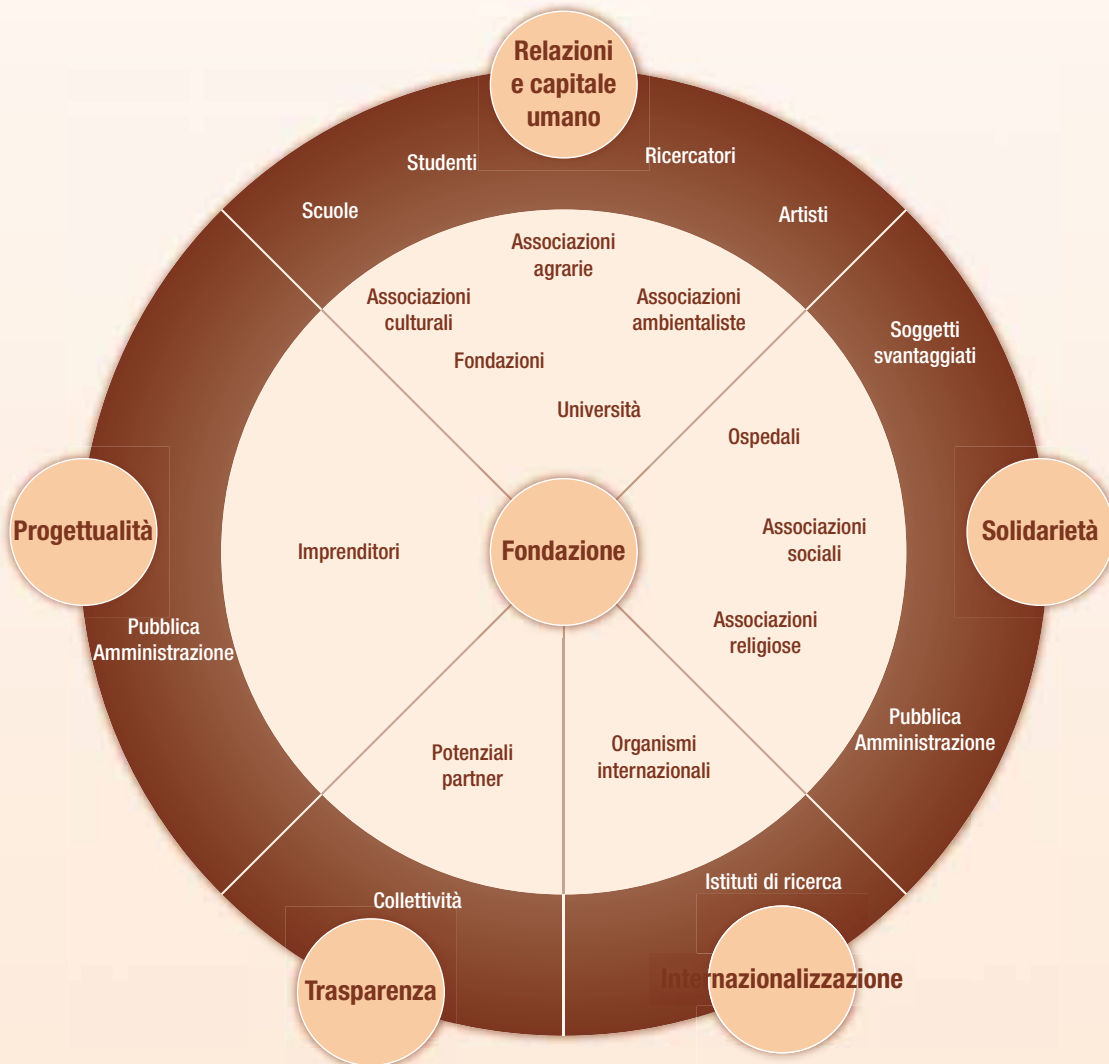 Relazioni
e capitale
umano
Studenti
Ricercatori
Scuole
Artisti
Associazioni
agrarie
Associazioni
culturali
Associazioni
ambientaliste
Fondazioni
Università
Soggetti
svantaggiati
Ospedali
Progettualità
Imprenditori
Fondazione
Associazioni
sociali
Solidarietà
Associazioni
religiose
Pubblica
Amministrazione
Pubblica
Amministrazione
Potenziali
partner
Organismi
internazionali
Collettività
Istituti di ricerca
Trasparenza
Internazionalizzazione